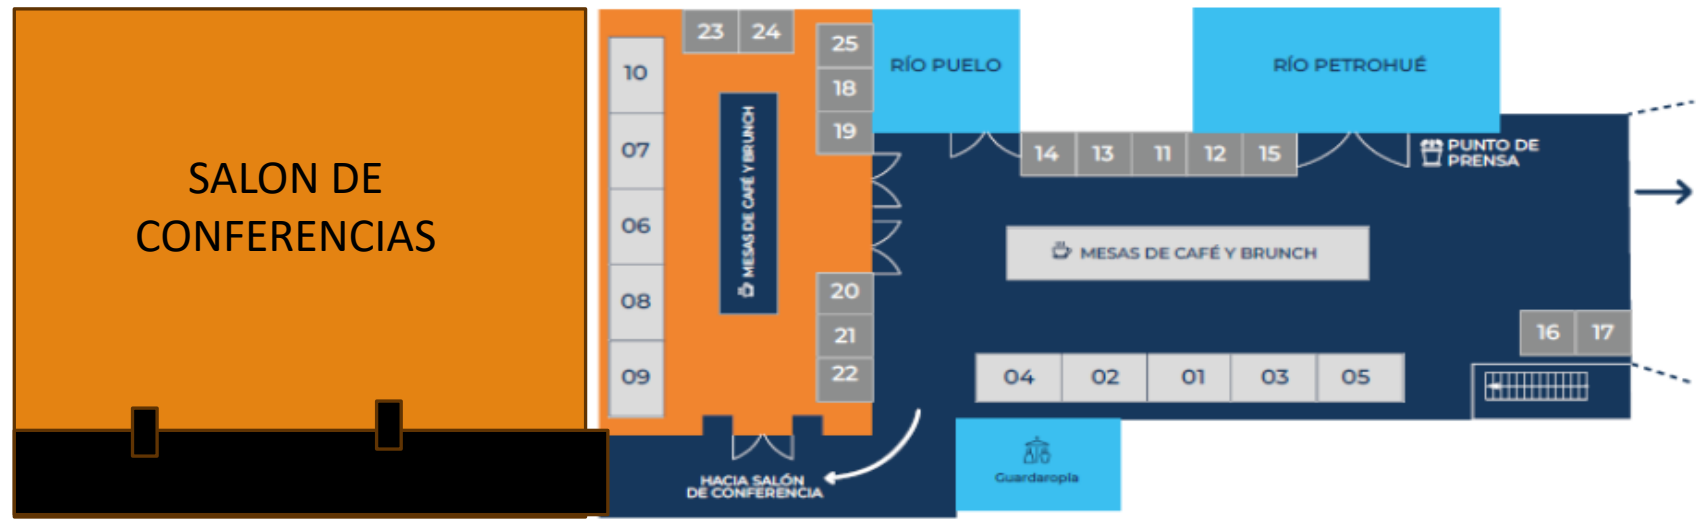 SALON DE
CONFERENCIAS
23 24
25
18
19
10
07
06
08
09
MESAS DE CAFÉ Y BRUNCH
20
21
22
HACIA SALÓN
DE CONFERENCIA
RÍO PUELO
RÍO PETROHUÉ
14 13 11 12 15
PUNTO DE
PRENSA
MESAS DE CAFÉ Y BRUNCH
16 17
04 02 01 03 05
Guardaropía